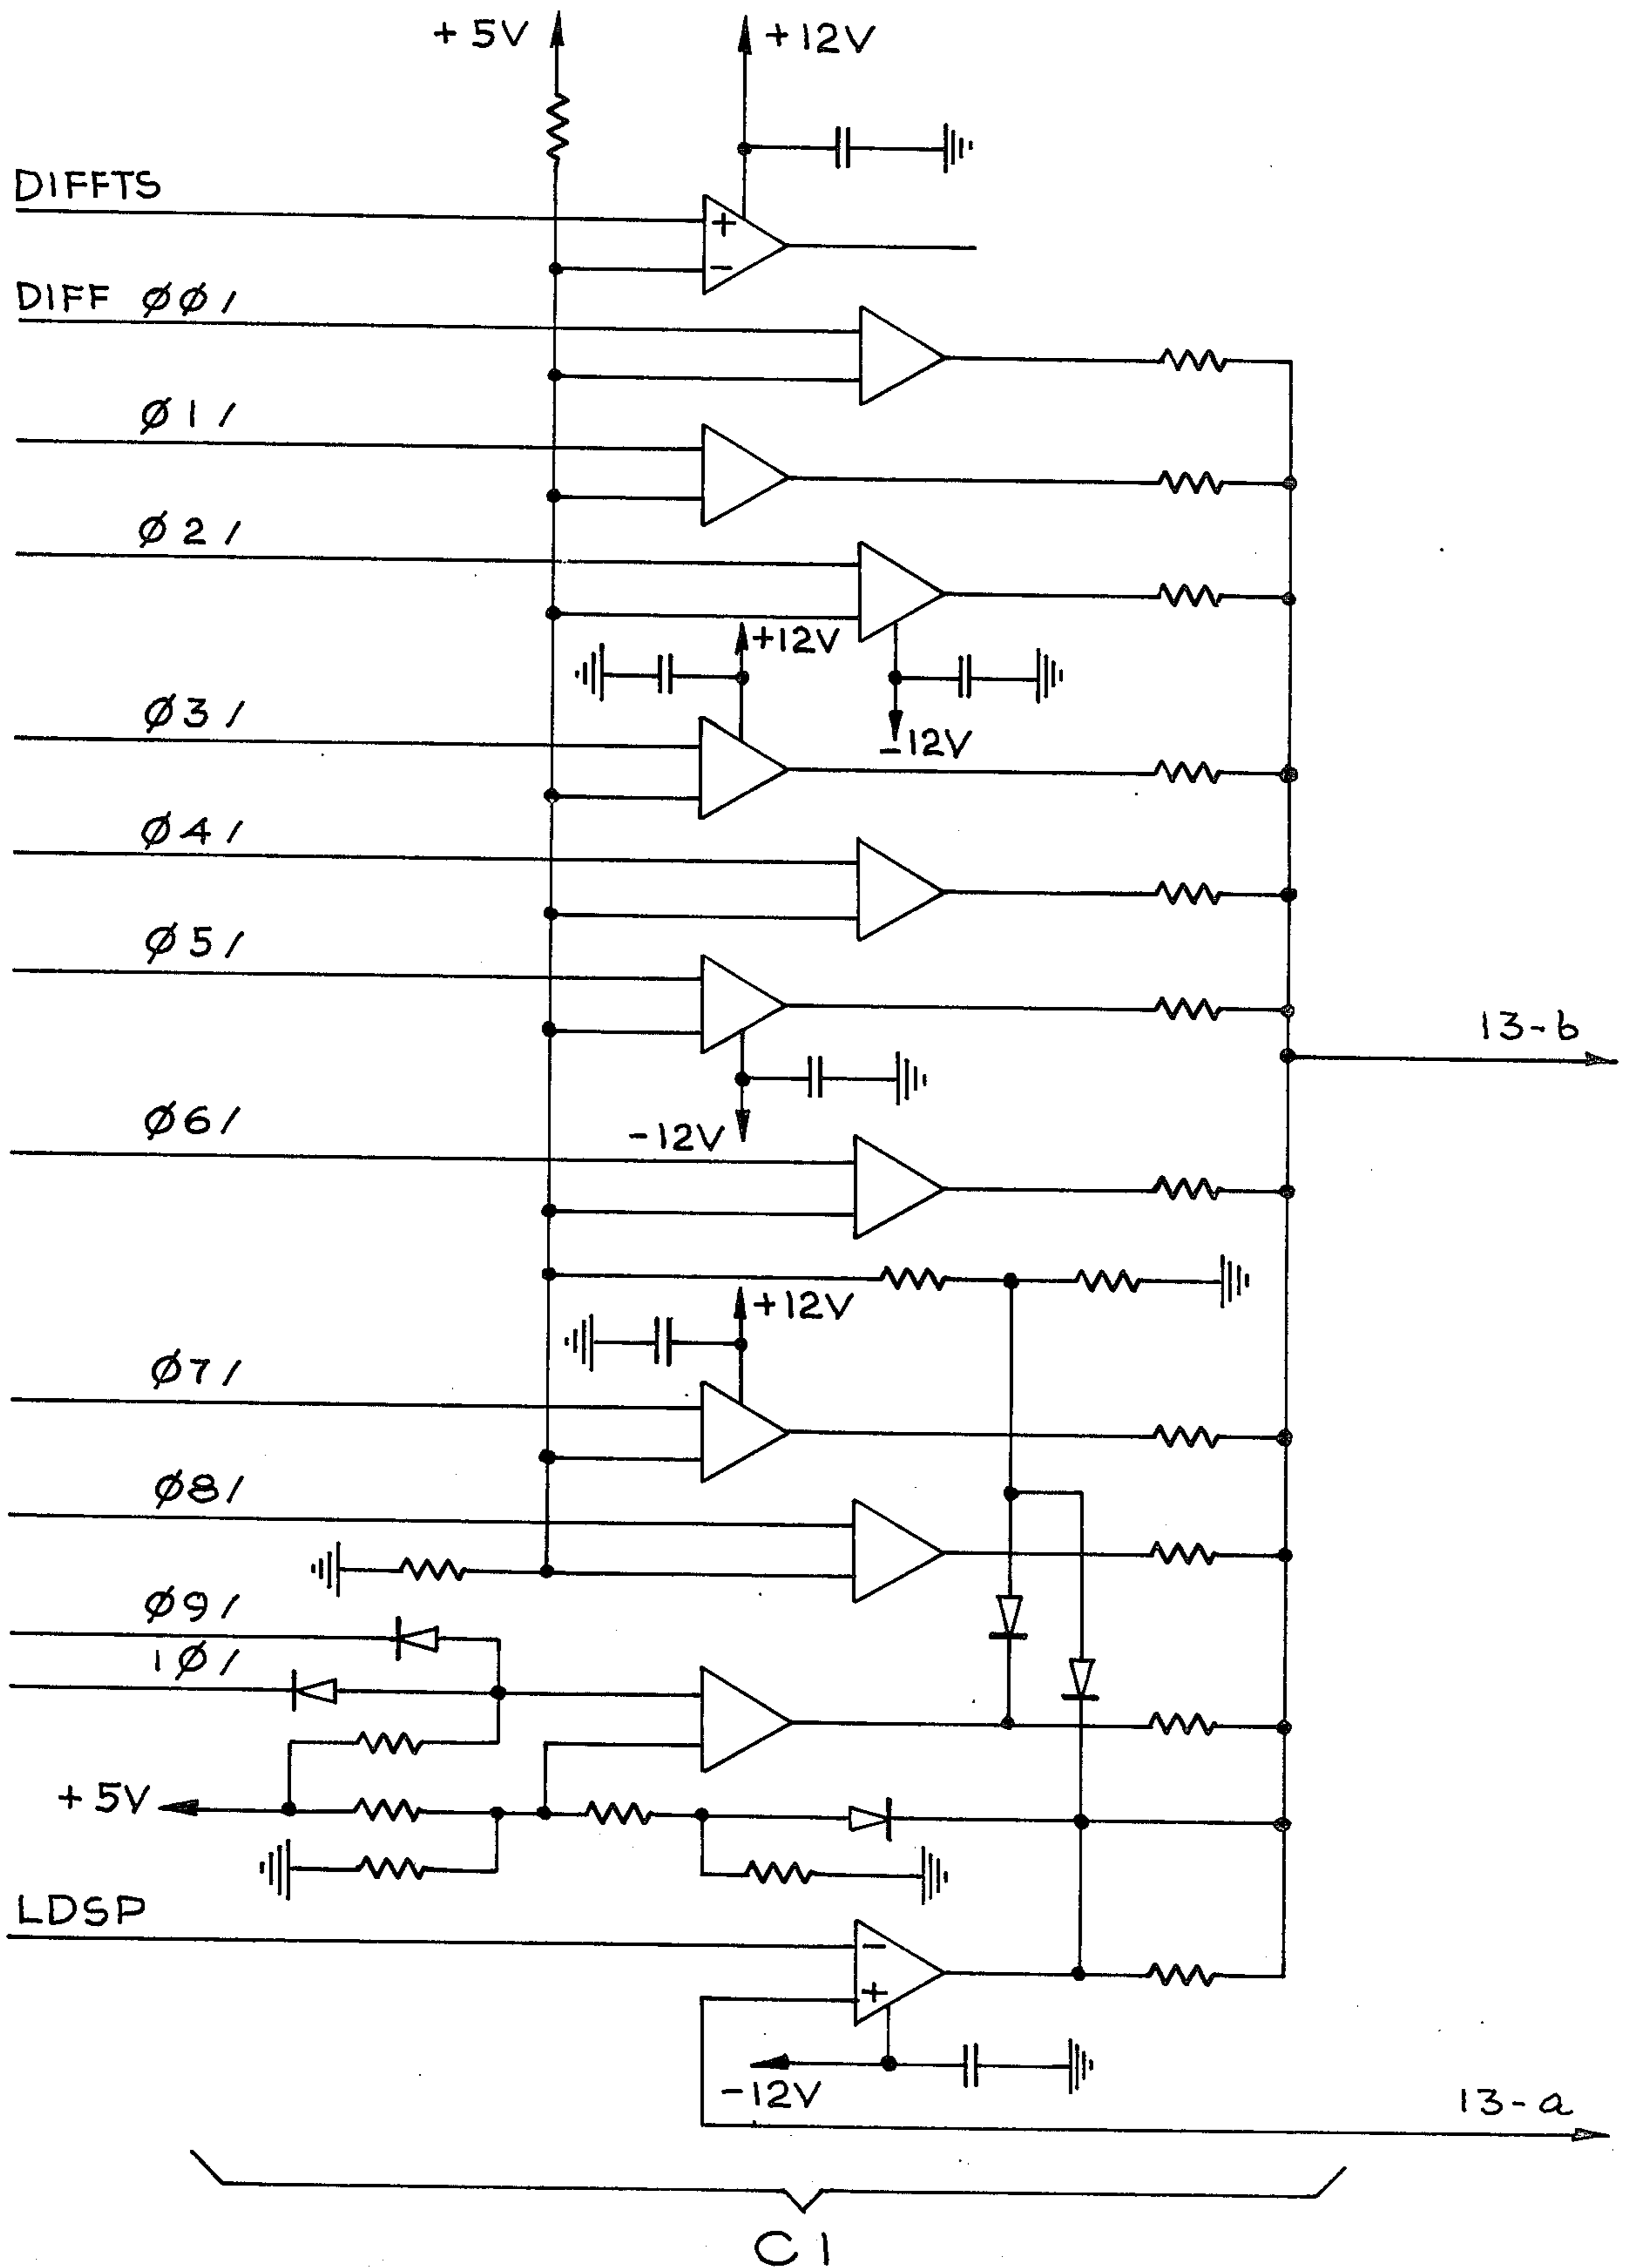 +5V
+12V
DIFFTS
+
-
DIFF ØØ/
Ø1/
Ø2/
+12V
Ø3/
-12V
Ø4/
Ø5/
13-b
Ø6/
-12V
+12V
Ø7/
Ø8/
Ø9/
1Ø/
+5V
LDSP
-
+
-12V
13-a
C1